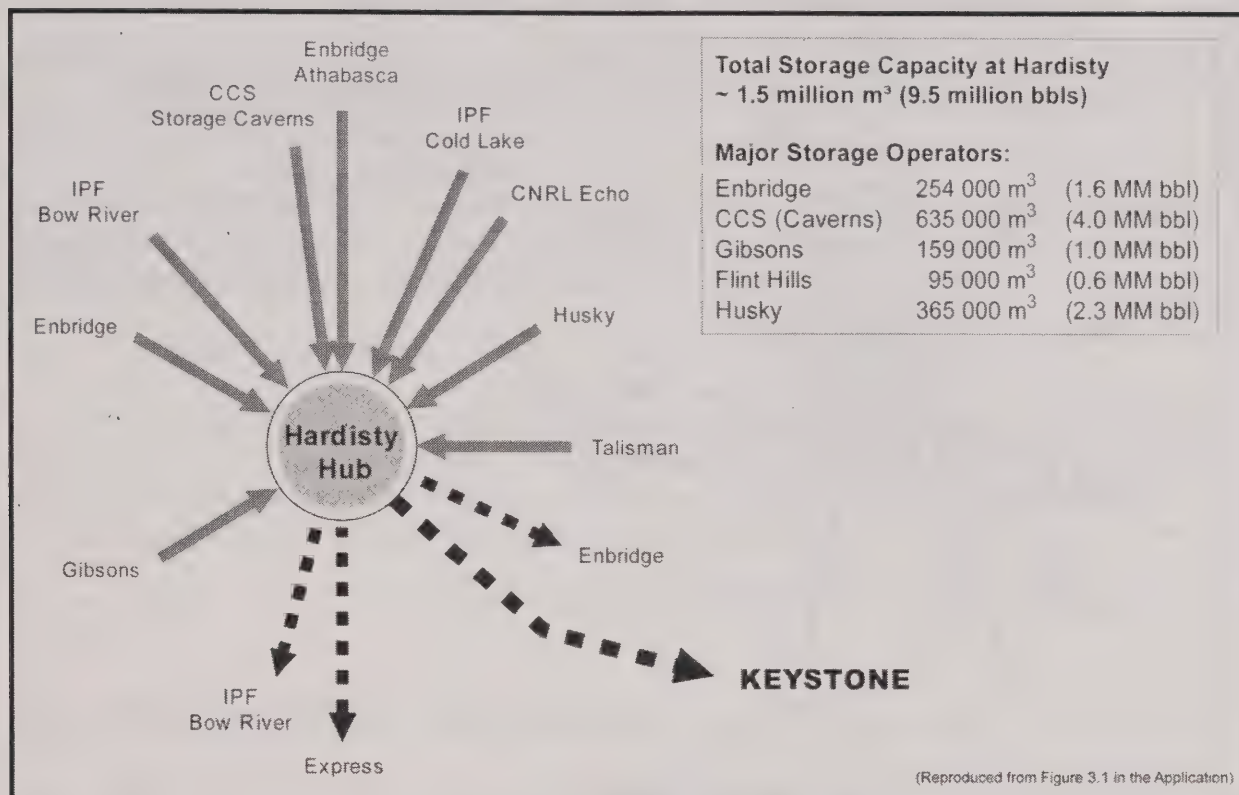 Enbridge
Athabasca
CCS
Storage Caverns
IPF
Cold Lake
CNRL Echo
IPF
Bow River
Enbridge
Husky
Hardisty
Hub
Talisman
Gibsons
Enbridge
IPF
Bow River
Express
KEYSTONE
Total Storage Capacity at Hardisty
~ 1.5 million m³ (9.5 million bbls)
Major Storage Operators:
Enbridge 254 000 m³ (1.6 MM bbl)
CCS (Caverns) 635 000 m³ (4.0 MM bbl)
Gibsons 159 000 m³ (1.0 MM bbl)
Flint Hills 95 000 m³ (0.6 MM bbl)
Husky 365 000 m³ (2.3 MM bbl)
(Reproduced from Figure 3.1 in the Application)